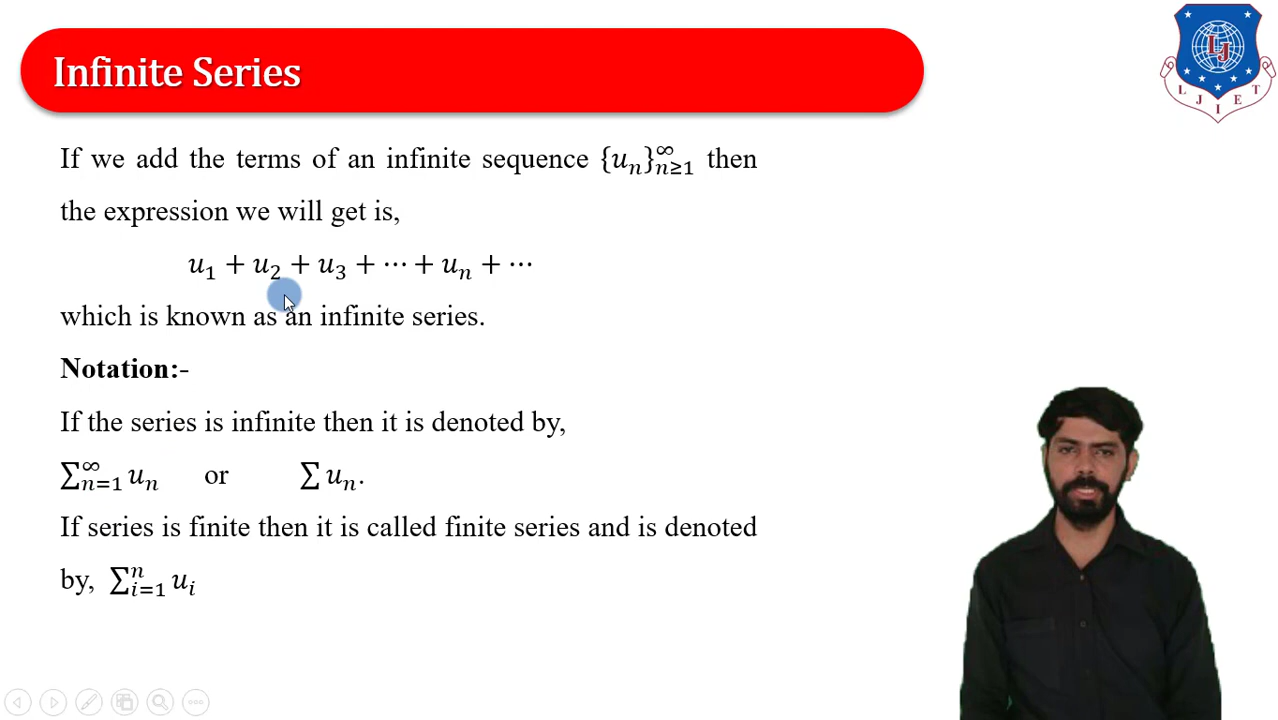 Infinite Series
LJ
L J I E T
If we add the terms of an infinite sequence {uₙ}ₙ≥₁^∞ then
the expression we will get is,
u₁ + u₂ + u₃ + ⋯ + uₙ + ⋯
which is known as an infinite series.
Notation:-
If the series is infinite then it is denoted by,
∑ₙ₌₁^∞ uₙ or ∑ uₙ.
If series is finite then it is called finite series and is denoted
by, ∑ᵢ₌₁ⁿ uᵢ